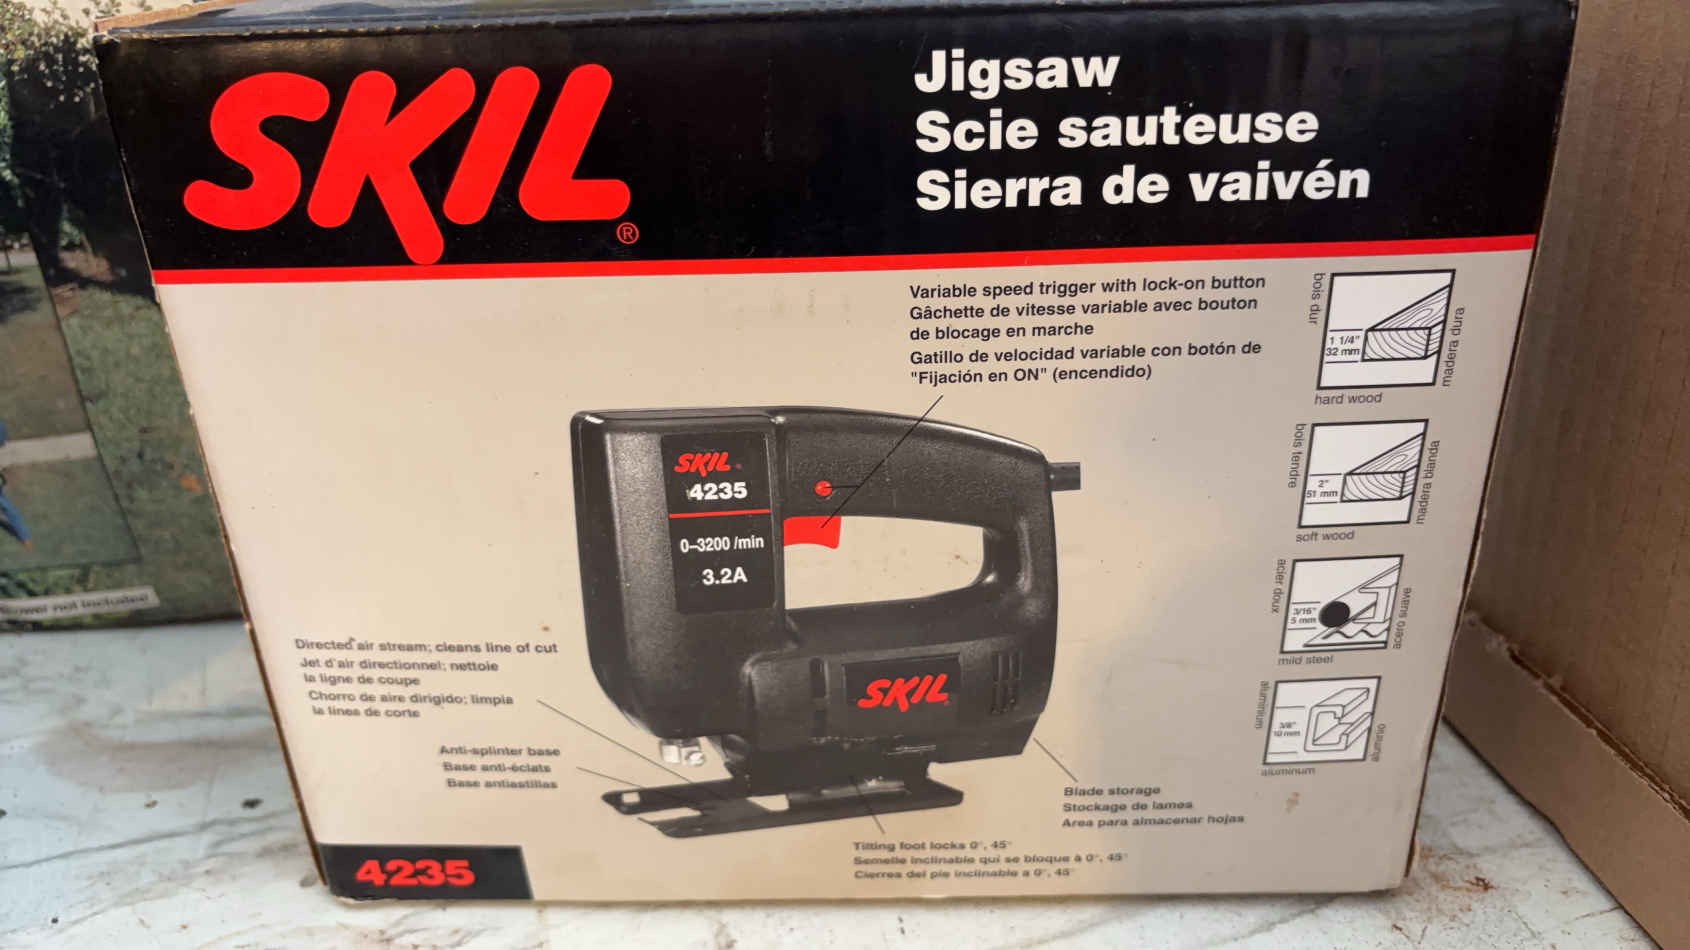 SKIL®
Jigsaw
Scie sauteuse
Sierra de vaivén
Variable speed trigger with lock-on button
Gâchette de vitesse variable avec bouton
de blocage en marche
Gatillo de velocidad variable con botón de
"Fijación en ON" (encendido)
bois dur
1 1/4"
32 mm
madera dura
hard wood
bois tendre
2"
51 mm
madera blanda
soft wood
acier doux
3/16"
5 mm
acero suave
mild steel
aluminium
3/8"
10 mm
aluminio
aluminum
SKIL
4235
0–3200 /min
3.2A
SKIL
Directed air stream; cleans line of cut
Jet d'air directionnel; nettoie
la ligne de coupe
Chorro de aire dirigido; limpia
la línea de corte
Anti-splinter base
Base anti-éclats
Base antiastillas
Blade storage
Stockage de lames
Area para almacenar hojas
Tilting foot locks 0°, 45°
Semelle inclinable qui se bloque à 0°, 45°
Cierres del pie inclinable a 0°, 45°
4235
not included